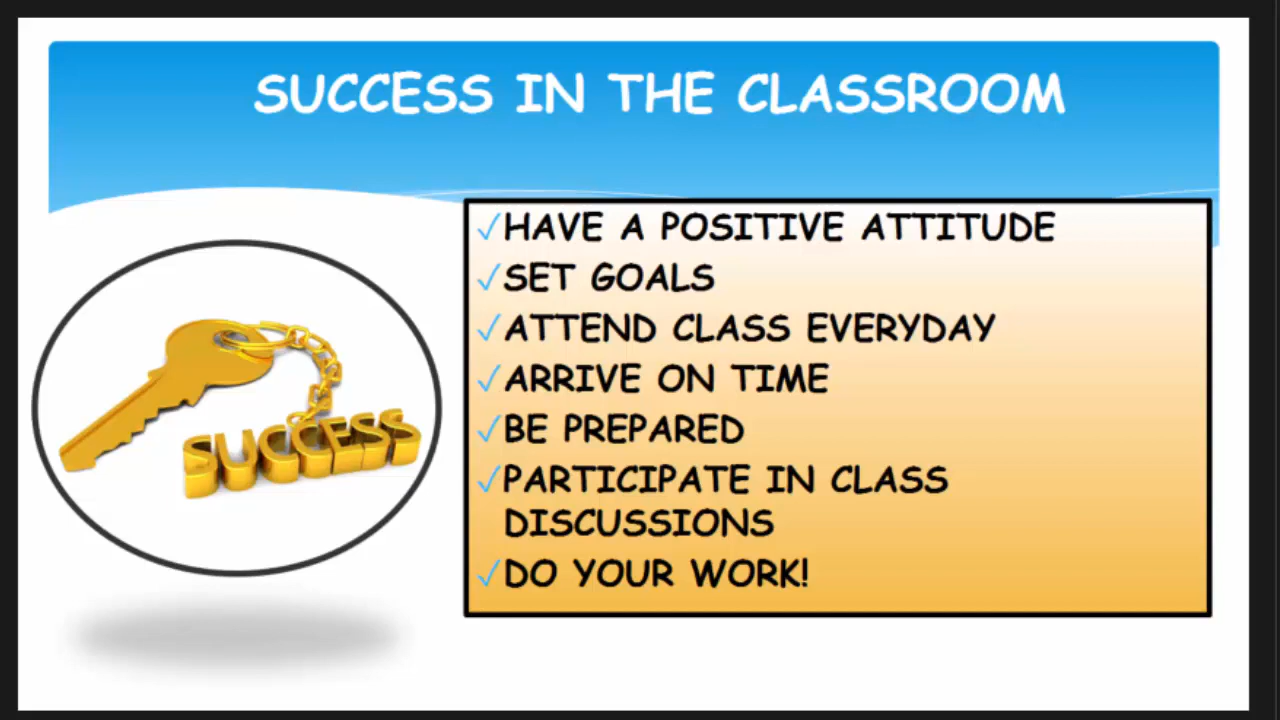 SUCCESS IN THE CLASSROOM
SUCCESS
✓HAVE A POSITIVE ATTITUDE
✓SET GOALS
✓ATTEND CLASS EVERYDAY
✓ARRIVE ON TIME
✓BE PREPARED
✓PARTICIPATE IN CLASS
DISCUSSIONS
✓DO YOUR WORK!